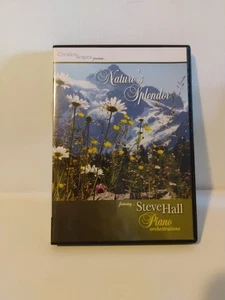 Nature's
Splendor
featuring
Steve Hall
Piano
orchestrations